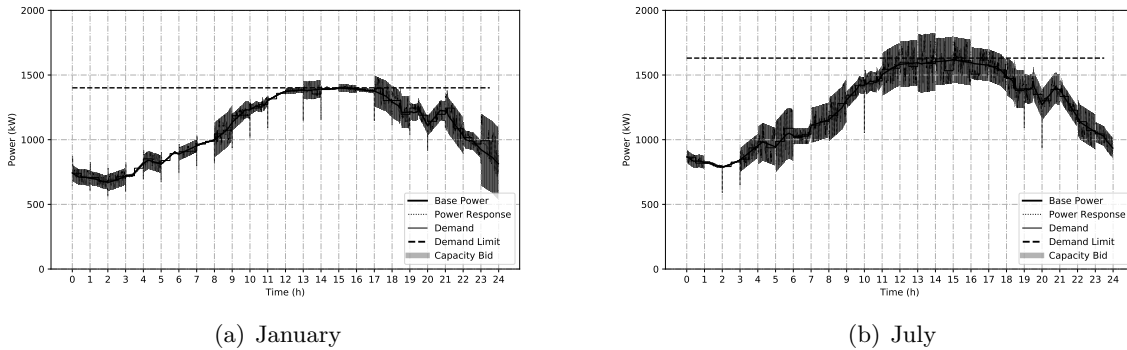 2000
1500
1000
500
0
Power (kW)
0 1 2 3 4 5 6 7 8 9 10 11 12 13 14 15 16 17 18 19 20 21 22 23 24
Time (h)
Base Power
Power Response
Demand
Demand Limit
Capacity Bid
(a) January
2000
1500
1000
500
0
Power (kW)
0 1 2 3 4 5 6 7 8 9 10 11 12 13 14 15 16 17 18 19 20 21 22 23 24
Time (h)
Base Power
Power Response
Demand
Demand Limit
Capacity Bid
(b) July